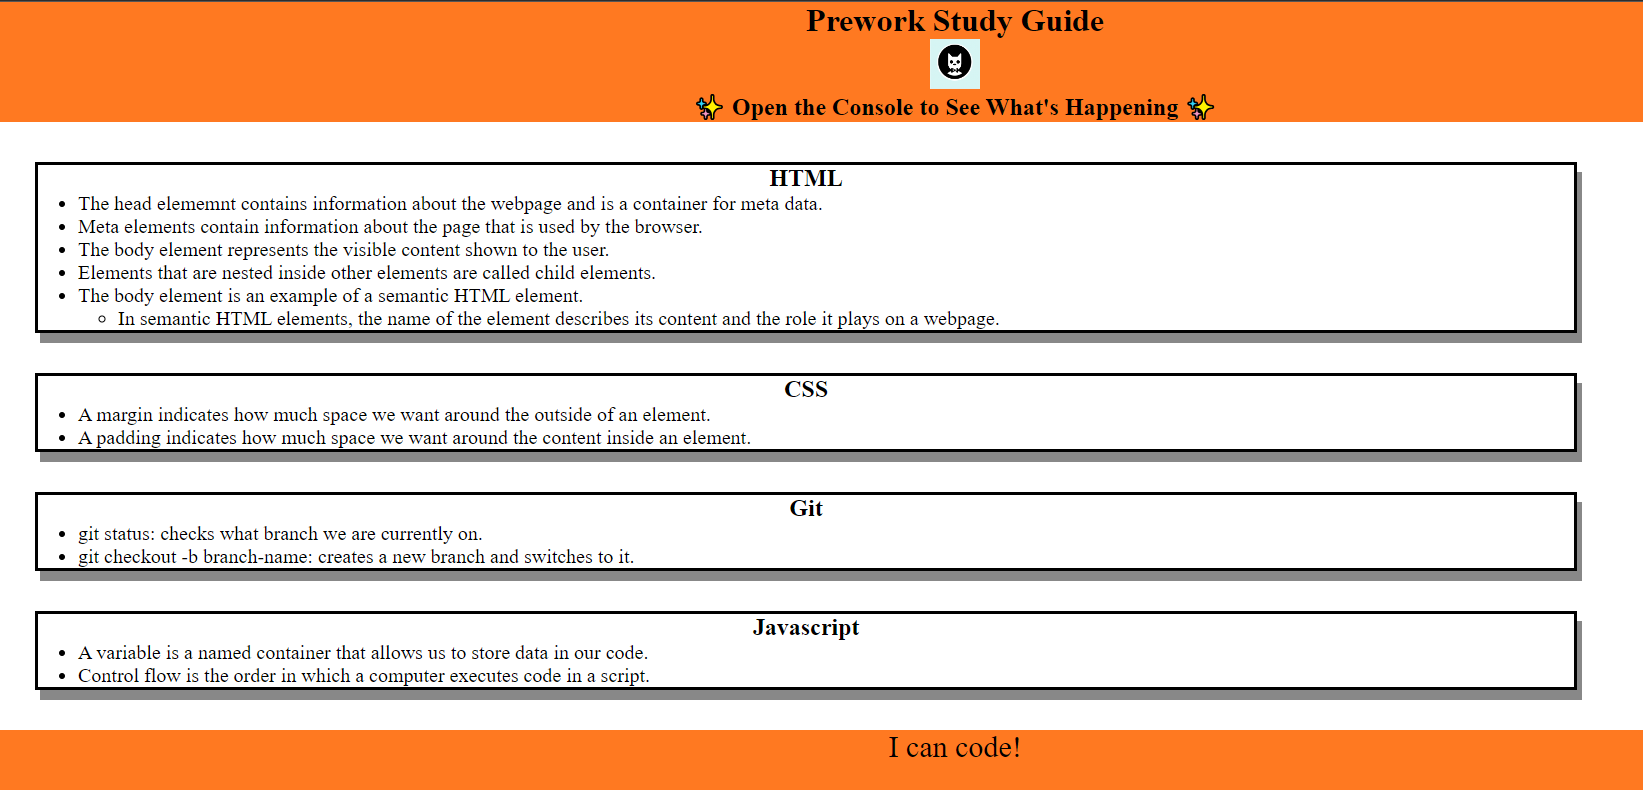 Prework Study Guide
✨ Open the Console to See What's Happening ✨
HTML
• The head elememnt contains information about the webpage and is a container for meta data.
• Meta elements contain information about the page that is used by the browser.
• The body element represents the visible content shown to the user.
• Elements that are nested inside other elements are called child elements.
• The body element is an example of a semantic HTML element.
◦ In semantic HTML elements, the name of the element describes its content and the role it plays on a webpage.
CSS
• A margin indicates how much space we want around the outside of an element.
• A padding indicates how much space we want around the content inside an element.
Git
• git status: checks what branch we are currently on.
• git checkout -b branch-name: creates a new branch and switches to it.
Javascript
• A variable is a named container that allows us to store data in our code.
• Control flow is the order in which a computer executes code in a script.
I can code!